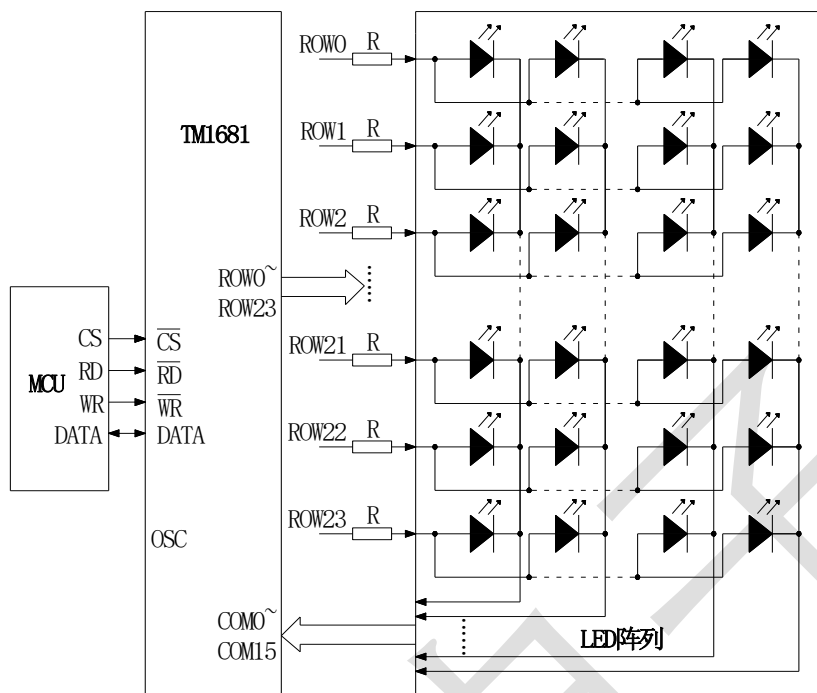 ROW0 R
TM1681
ROW1 R
ROW2 R
ROW0~
ROW23
CS
RD
WR
DATA
MCU
CS
RD
WR
DATA
ROW21 R
ROW22 R
ROW23 R
OSC
COM0~
COM15
LED阵列